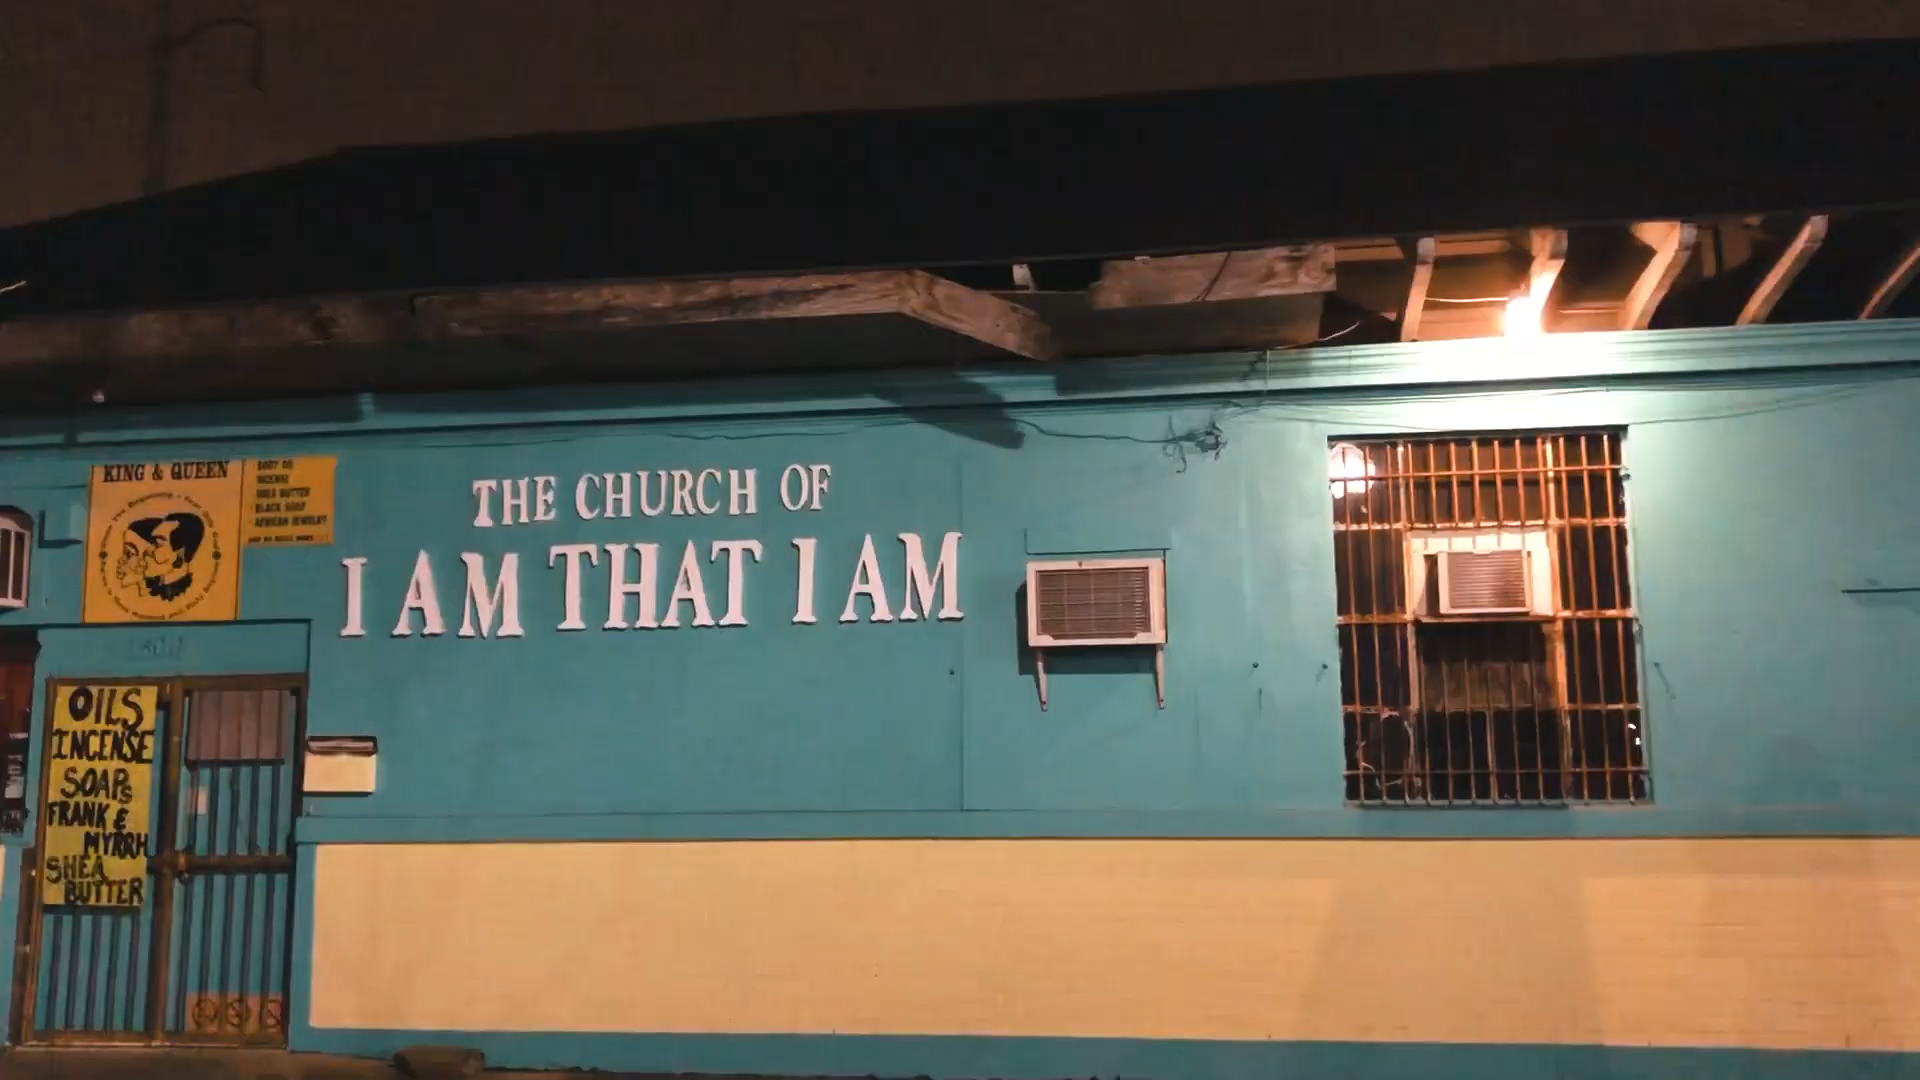 KING & QUEEN
BODY OIL
INCENSE
SHEA BUTTER
BLACK SOAP
AFRICAN JEWELRY
THE CHURCH OF
I AM THAT I AM
OILS
INCENSE
SOAPS
FRANK &
MYRRH
SHEA
BUTTER